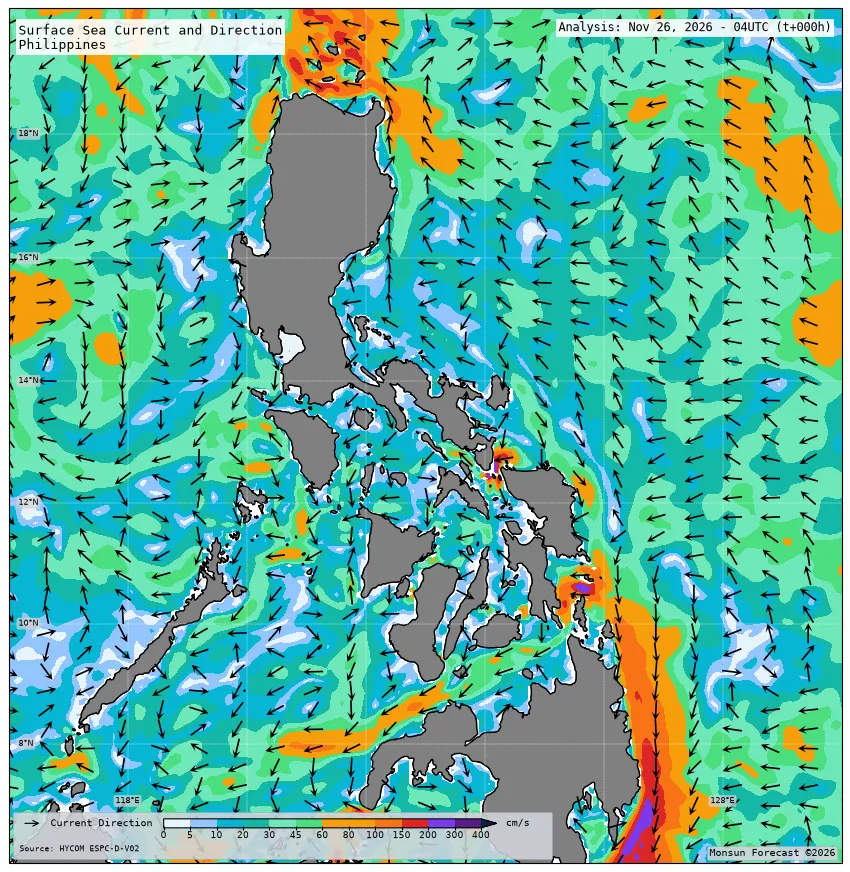 Surface Sea Current and Direction
Philippines
Analysis: Nov 26, 2026 - 04UTC (t+000h)
18°N
16°N
14°N
12°N
10°N
8°N
118°E
128°E
Current Direction
cm/s
0 5 10 20 30 45 60 80 100 150 200 300 400
Source: HYCOM ESPC-D-V02
Monsun Forecast ©2026